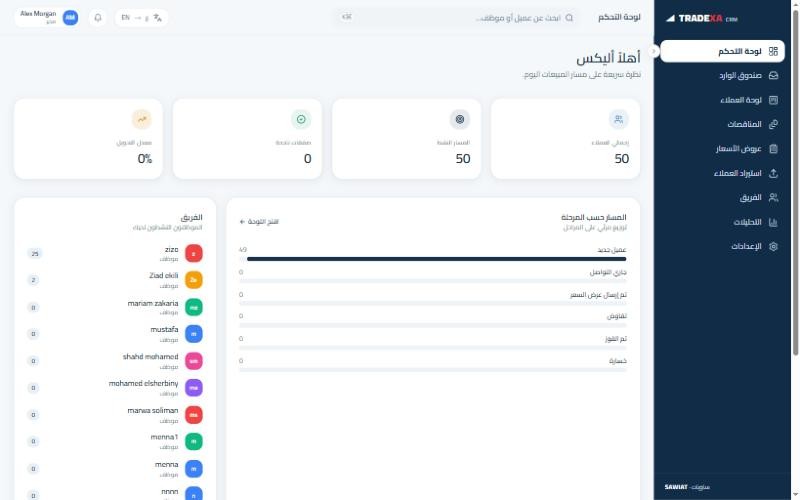 TRADEXA CRM
لوحة التحكم
صندوق الوارد
لوحة العملاء
المناقصات
عروض الأسعار
استيراد العملاء
الفريق
التحليلات
الإعدادات
SAWIAT · ساويات
لوحة التحكم
ابحث عن عميل أو موظف...
⌘K
EN → ع
Alex Morgan
مدير
AM
أهلاً أليكس
نظرة سريعة على مسار المبيعات اليوم.
إجمالي العملاء
50
المسار النشط
50
صفقات ناجحة
0
معدل التحويل
0%
المسار حسب المرحلة
توزيع مرئي على المراحل
افتح اللوحة ←
عميل جديد
49
جاري التواصل
0
تم إرسال عرض السعر
0
تفاوض
0
تم الفوز
0
خسارة
0
الفريق
الموظفون النشطون لديك
zizo
موظف
25
Ziad ekili
موظف
2
mariam zakaria
موظف
0
mustafa
موظف
0
shahd mohamed
موظف
0
mohamed elsherbiny
موظف
0
marwa soliman
موظف
0
menna1
موظف
0
menna
موظف
0
nnnn
0